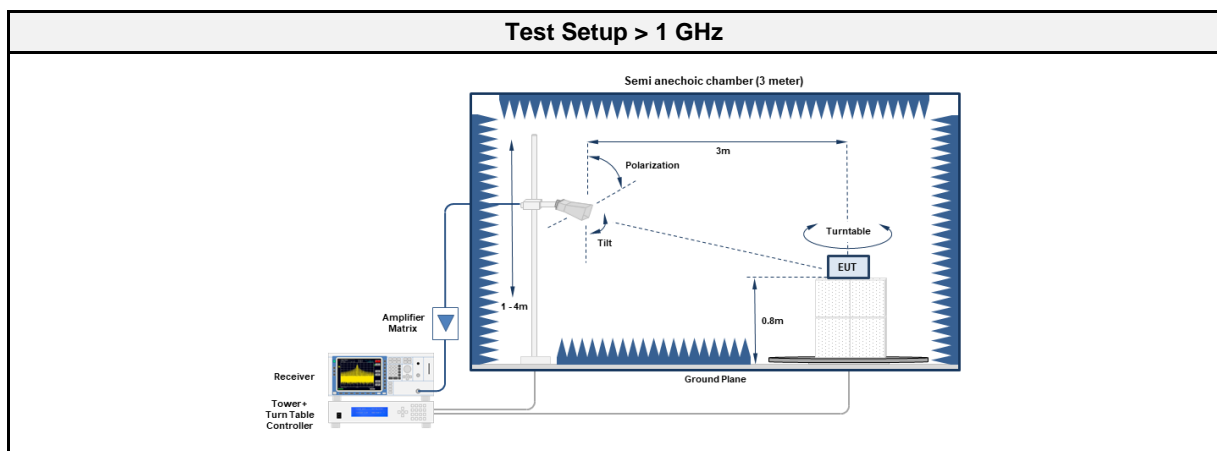 Test Setup > 1 GHz
Semi anechoic chamber (3 meter)
3m
Polarization
Turntable
Tilt
EUT
1 - 4m
0.8m
Amplifier
Matrix
Receiver
Ground Plane
Tower+
Turn Table
Controller